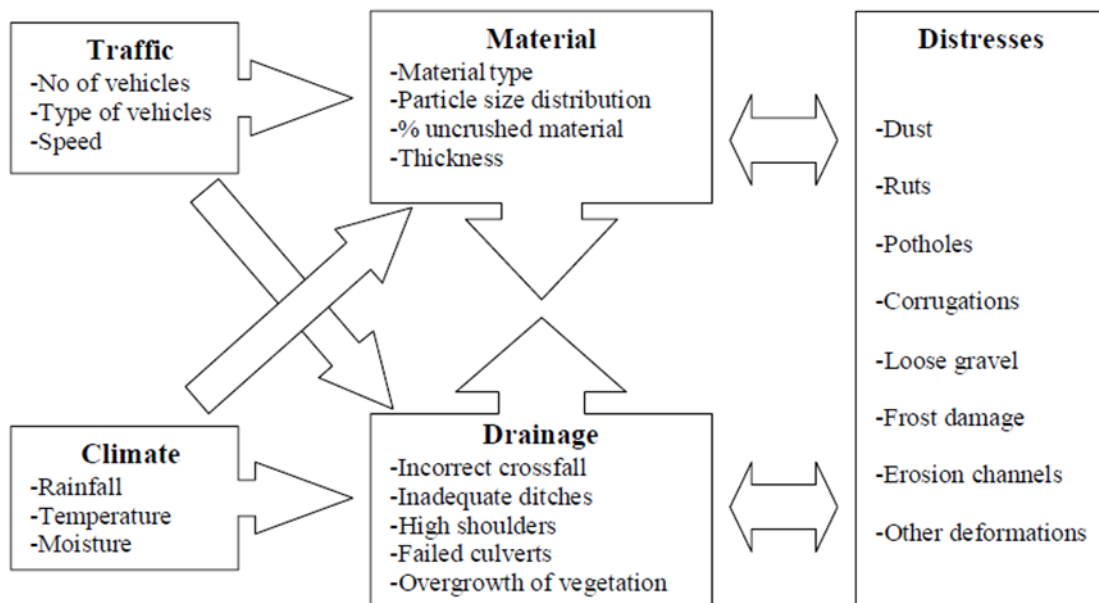 Traffic
-No of vehicles
-Type of vehicles
-Speed
Material
-Material type
-Particle size distribution
-% uncrushed material
-Thickness
Distresses
-Dust
-Ruts
-Potholes
-Corrugations
-Loose gravel
-Frost damage
-Erosion channels
-Other deformations
Climate
-Rainfall
-Temperature
-Moisture
Drainage
-Incorrect crossfall
-Inadequate ditches
-High shoulders
-Failed culverts
-Overgrowth of vegetation